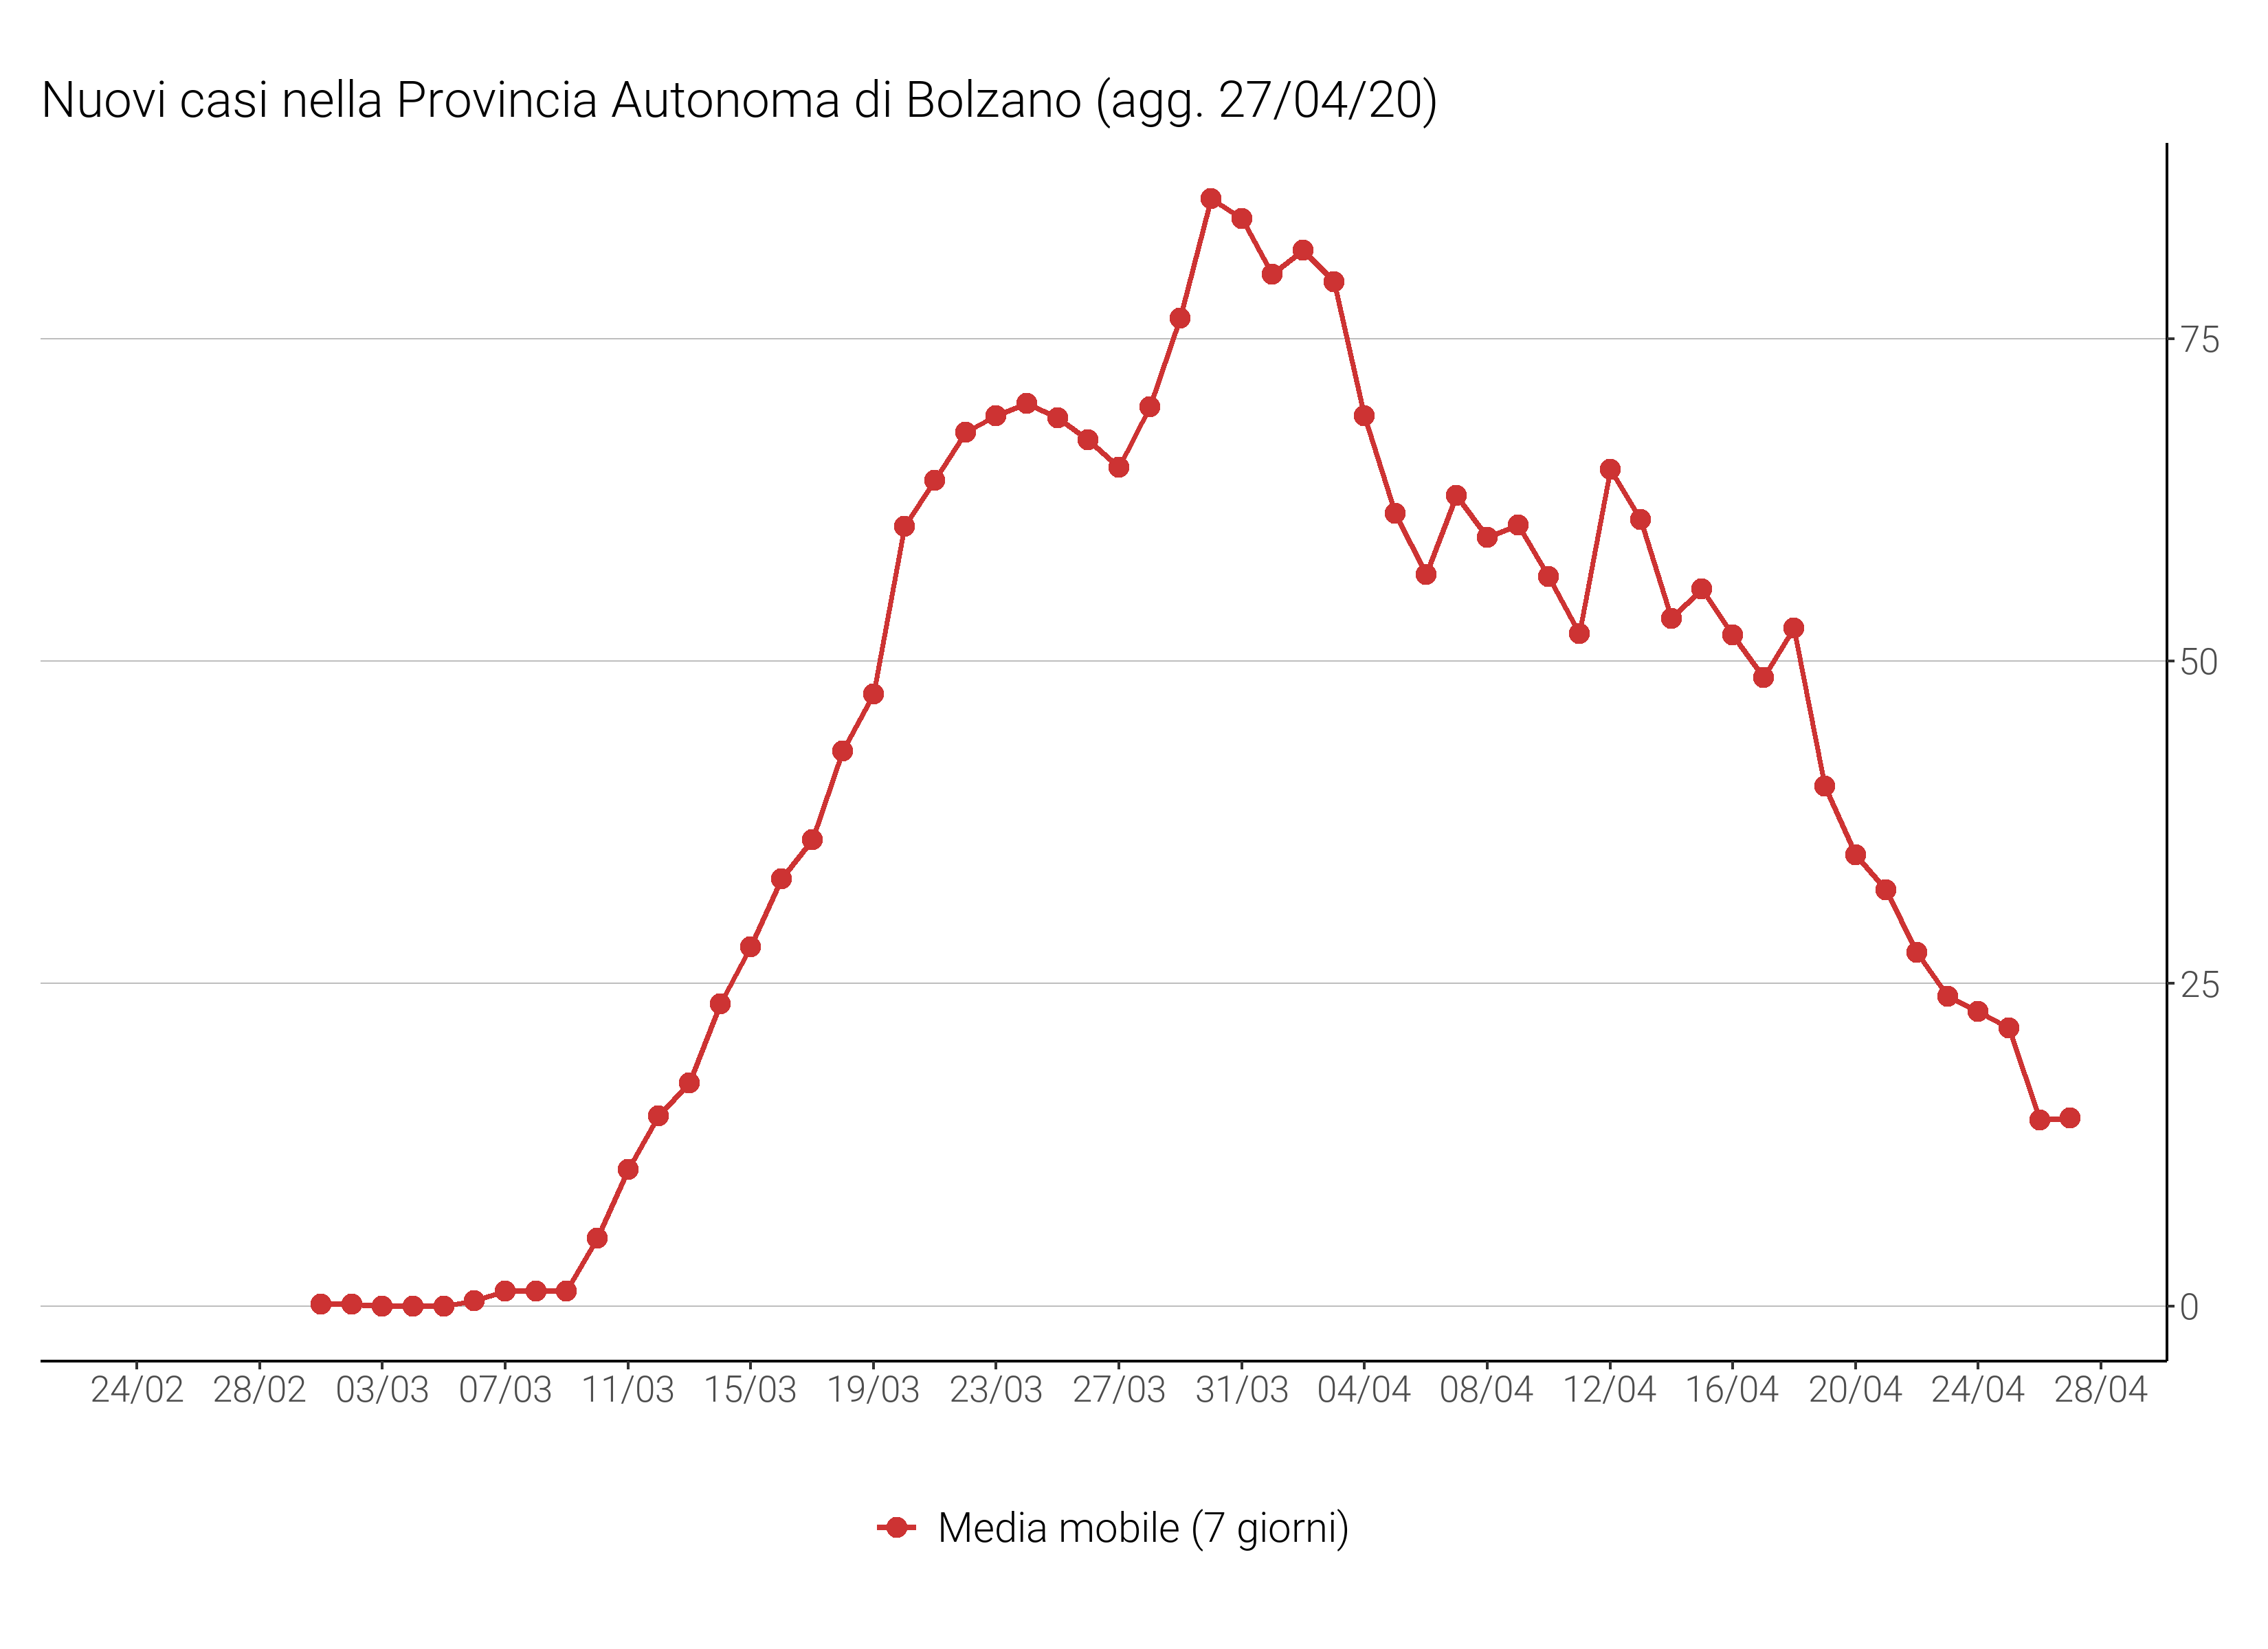 Nuovi casi nella Provincia Autonoma di Bolzano (agg. 27/04/20)
75
50
25
0
24/02 28/02 03/03 07/03 11/03 15/03 19/03 23/03 27/03 31/03 04/04 08/04 12/04 16/04 20/04 24/04 28/04
Media mobile (7 giorni)